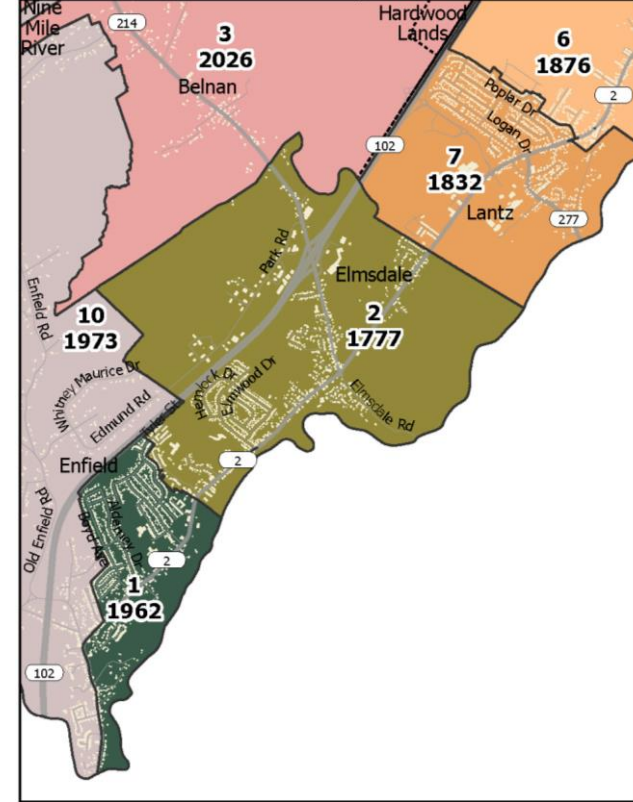 Nine
Mile
River
214
3
2026
Belnan
Hardwood
Lands
6
1876
2
Poplar Dr
Logan Dr
102
7
1832
Lantz
277
Park Rd
Elmsdale
2
1777
Enfield Rd
10
1973
Whitney Maurice Dr
Edmund Rd
Hemlock Dr
Elmwood Dr
Elmsdale Rd
2
Enfield
Old Enfield Rd
Boyd Ave
Alderney Dr
2
1
1962
102